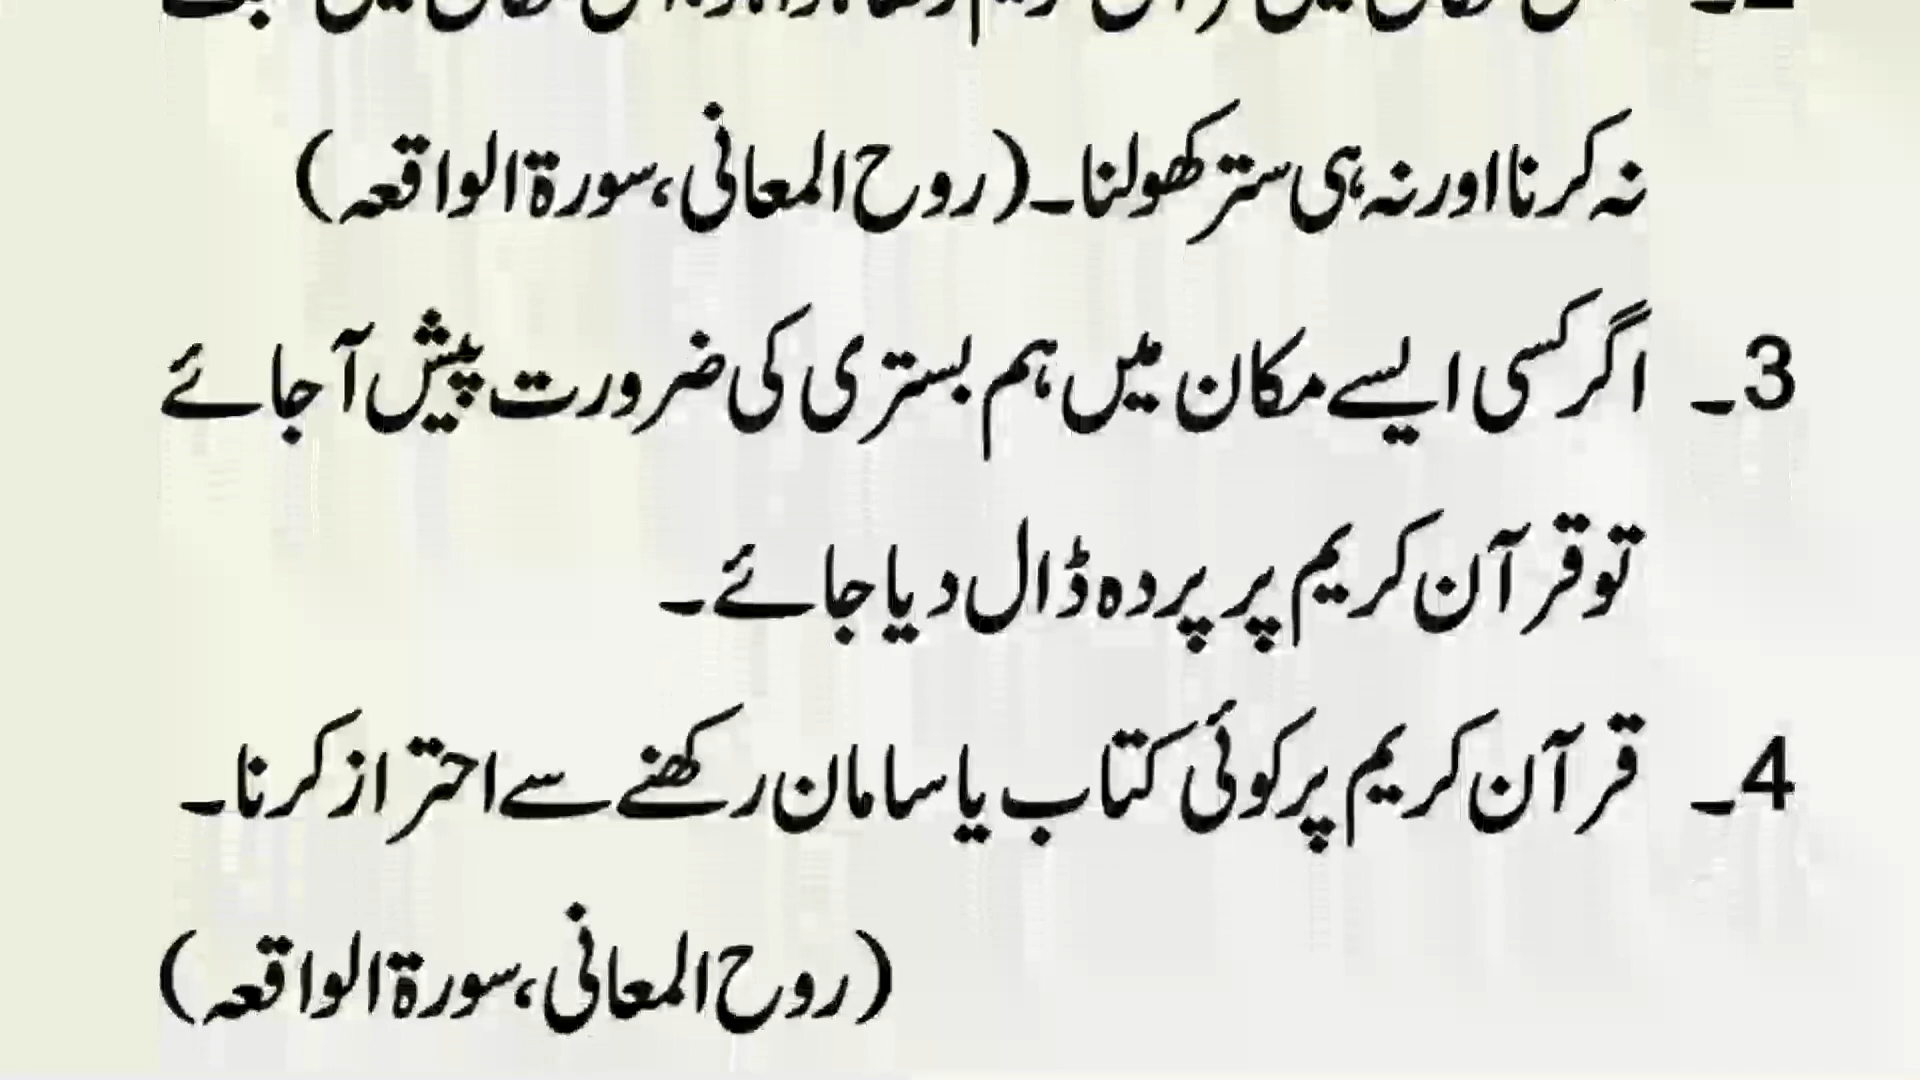 نہ کرنا اور نہ ہی ستر کھولنا۔ (روح المعانی، سورۃ الواقعہ)
3۔ اگر کسی ایسے مکان میں ہم بستری کی ضرورت پیش آ جائے
تو قرآن کریم پر پردہ ڈال دیا جائے۔
4۔ قرآن کریم پر کوئی کتاب یا سامان رکھنے سے احتراز کرنا۔
(روح المعانی، سورۃ الواقعہ)